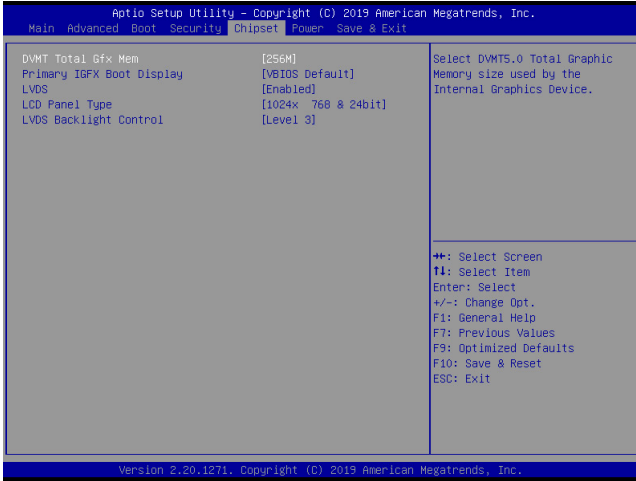 Aptio Setup Utility – Copyright (C) 2019 American Megatrends, Inc.
Main Advanced Boot Security Chipset Power Save & Exit
DVMT Total Gfx Mem [256M]
Primary IGFX Boot Display [VBIOS Default]
LVDS [Enabled]
LCD Panel Type [1024x 768 & 24bit]
LVDS Backlight Control [Level 3]
Select DVMT5.0 Total Graphic
Memory size used by the
Internal Graphics Device.
→←: Select Screen
↑↓: Select Item
Enter: Select
+/-: Change Opt.
F1: General Help
F7: Previous Values
F9: Optimized Defaults
F10: Save & Reset
ESC: Exit
Version 2.20.1271. Copyright (C) 2019 American Megatrends, Inc.